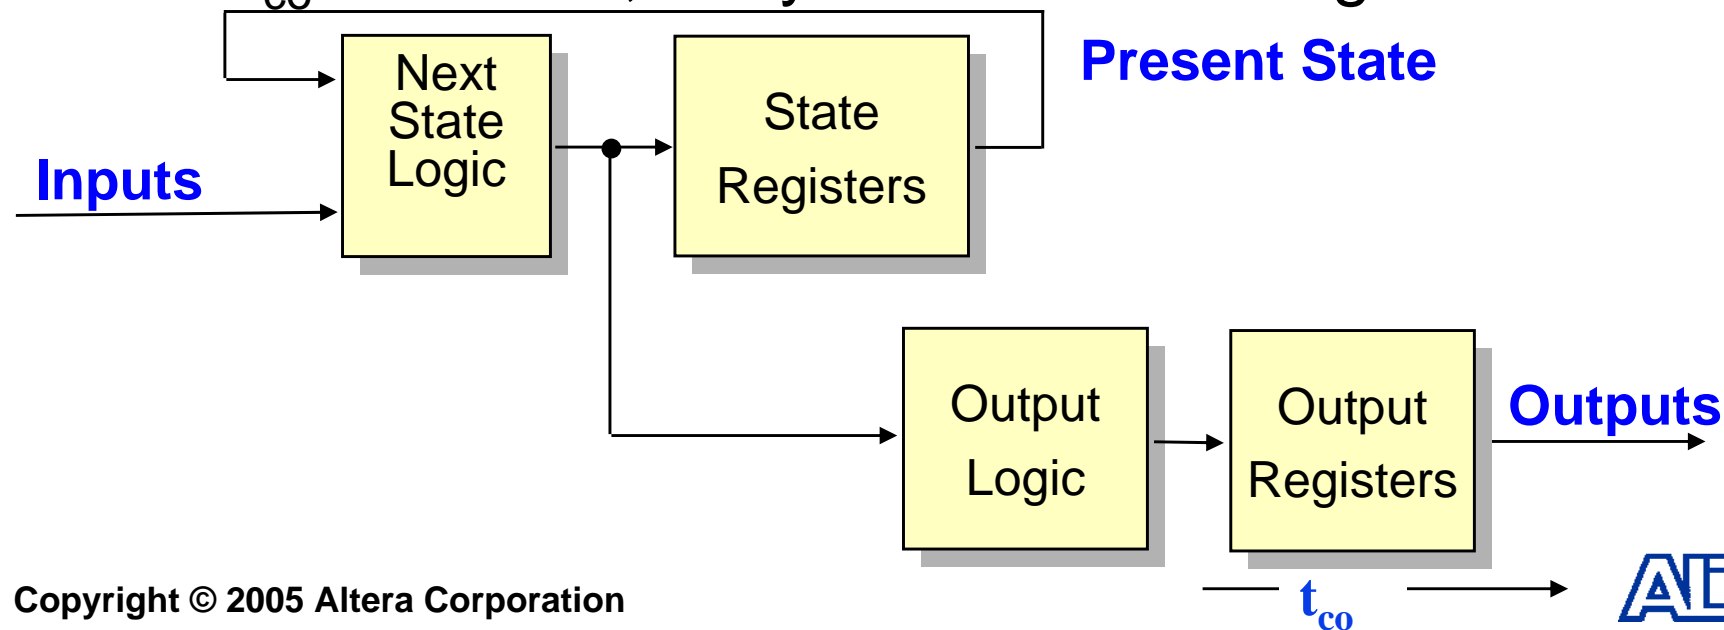 Present State
Next
State
Logic
State
Registers
Inputs
Output
Logic
Output
Registers
Outputs
tco
Copyright © 2005 Altera Corporation